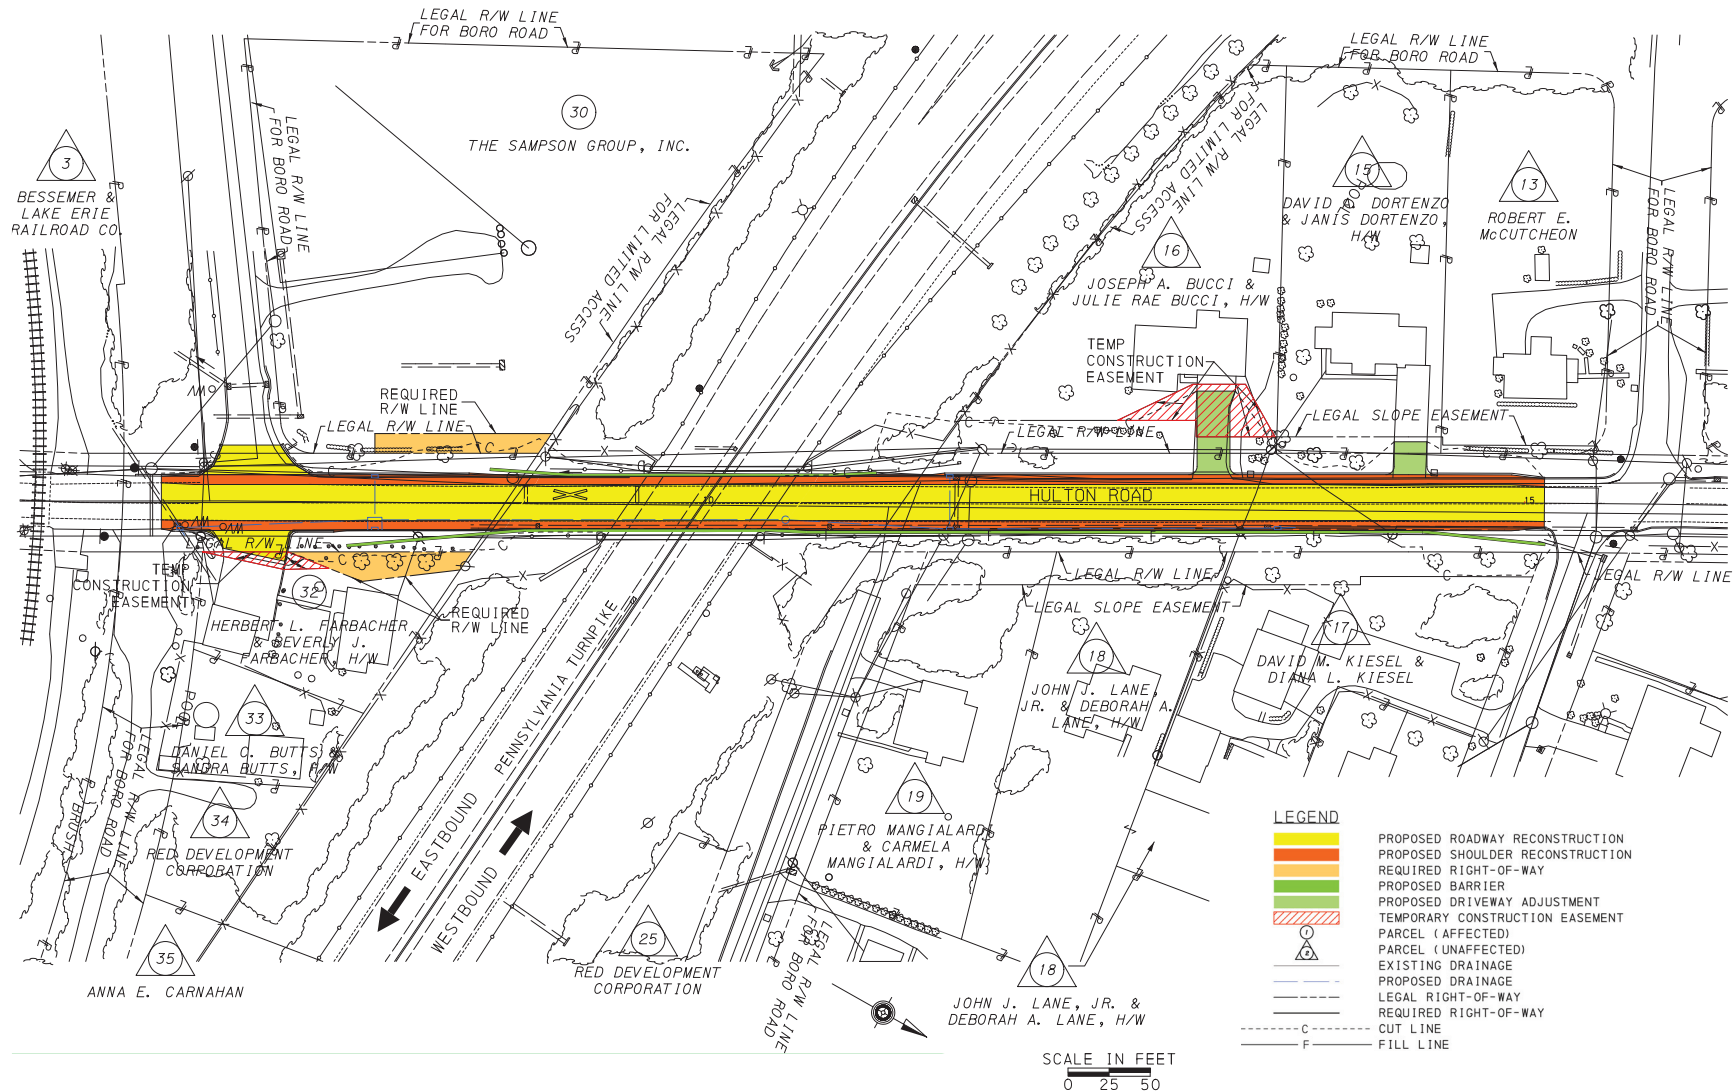 LEGAL R/W LINE
FOR BORO ROAD
LEGAL R/W LINE
FOR BORO ROAD
30
THE SAMPSON GROUP, INC.
LEGAL R/W LINE
FOR BORO ROAD
3
BESSEMER &
LAKE ERIE
RAILROAD CO.
LEGAL R/W LINE
FOR LIMITED ACCESS
LEGAL R/W LINE
FOR LIMITED
ACCESS
15
DAVID A. DORTENZO
& JANIS DORTENZO,
H/W
13
ROBERT E.
McCUTCHEON
LEGAL R/W LINE
FOR BORO ROAD
16
JOSEPH A. BUCCI &
JULIE RAE BUCCI, H/W
TEMP
CONSTRUCTION
EASEMENT
REQUIRED
R/W LINE
LEGAL R/W LINE
LEGAL R/W LINE
LEGAL SLOPE EASEMENT
10
HULTON ROAD
15
LEGAL R/W LINE
TEMP
CONSTRUCTION
EASEMENT
32
HERBERT L. FARBACHER
& BEVERLY J.
FARBACHER, H/W
REQUIRED
R/W LINE
LEGAL R/W LINE
LEGAL R/W LINE
LEGAL SLOPE EASEMENT
17
DAVID M. KIESEL &
DIANA L. KIESEL
18
JOHN J. LANE,
JR. & DEBORAH A.
LANE, H/W
POOL
33
DANIEL C. BUTTS &
SANDRA BUTTS, H/W
LEGAL R/W LINE
FOR BORO ROAD
BRUSH
34
RED DEVELOPMENT
CORPORATION
PENNSYLVANIA TURNPIKE
EASTBOUND
WESTBOUND
19
PIETRO MANGIALARDI
& CARMELA
MANGIALARDI, H/W
35
ANNA E. CARNAHAN
25
RED DEVELOPMENT
CORPORATION
LEGAL R/W LINE
FOR BORO ROAD
18
JOHN J. LANE, JR. &
DEBORAH A. LANE, H/W
LEGEND
PROPOSED ROADWAY RECONSTRUCTION
PROPOSED SHOULDER RECONSTRUCTION
REQUIRED RIGHT-OF-WAY
PROPOSED BARRIER
PROPOSED DRIVEWAY ADJUSTMENT
TEMPORARY CONSTRUCTION EASEMENT
1 PARCEL (AFFECTED)
2 PARCEL (UNAFFECTED)
EXISTING DRAINAGE
PROPOSED DRAINAGE
LEGAL RIGHT-OF-WAY
REQUIRED RIGHT-OF-WAY
C CUT LINE
F FILL LINE
SCALE IN FEET
0 25 50